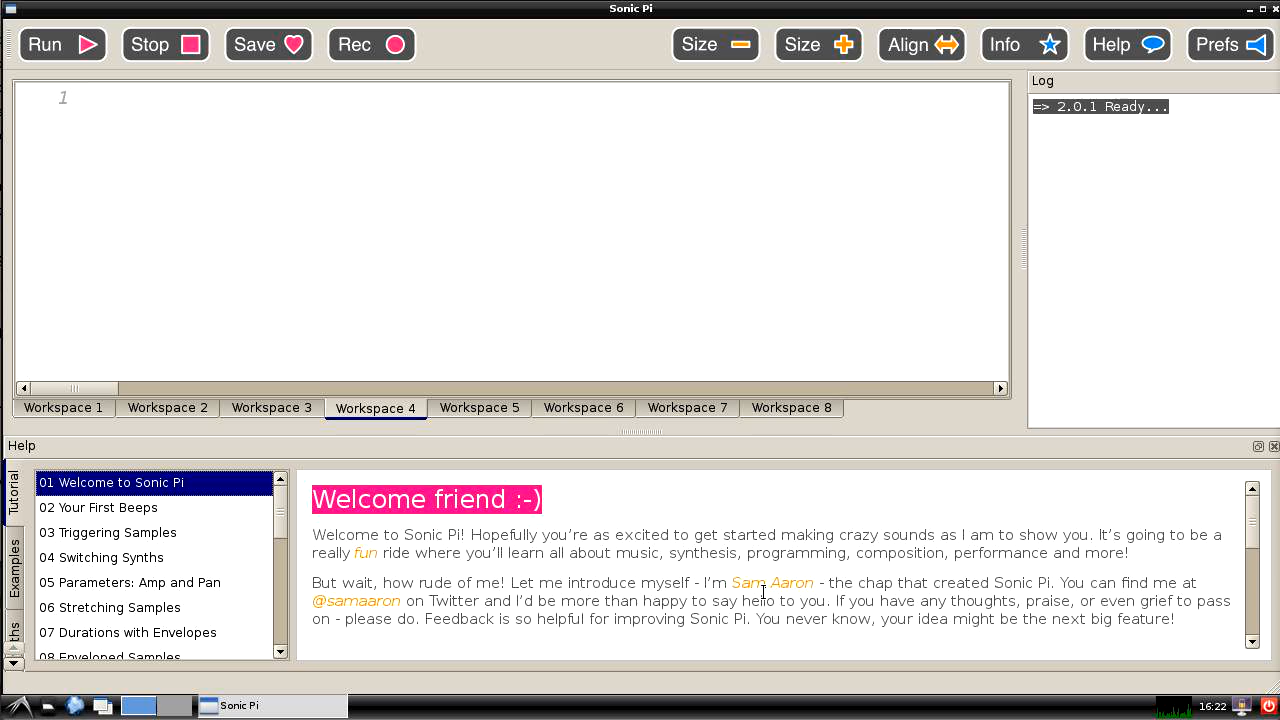 Sonic Pi
Run Stop Save Rec Size Size Align Info Help Prefs
1
Log
=> 2.0.1 Ready...
Workspace 1 Workspace 2 Workspace 3 Workspace 4 Workspace 5 Workspace 6 Workspace 7 Workspace 8
Help
Tutorial
Examples
01 Welcome to Sonic Pi
02 Your First Beeps
03 Triggering Samples
04 Switching Synths
05 Parameters: Amp and Pan
06 Stretching Samples
07 Durations with Envelopes
08 Enveloped Samples
Welcome friend :-)
Welcome to Sonic Pi! Hopefully you’re as excited to get started making crazy sounds as I am to show you. It’s going to be a
really fun ride where you’ll learn all about music, synthesis, programming, composition, performance and more!
But wait, how rude of me! Let me introduce myself - I’m Sam Aaron - the chap that created Sonic Pi. You can find me at
@samaaron on Twitter and I’d be more than happy to say hello to you. If you have any thoughts, praise, or even grief to pass
on - please do. Feedback is so helpful for improving Sonic Pi. You never know, your idea might be the next big feature!
Sonic Pi
16:22